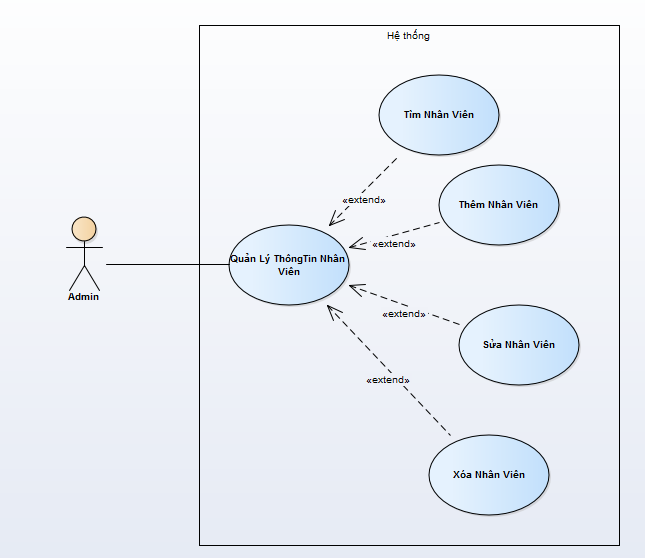 Hệ thống
Tìm Nhân Viên
«extend»
Thêm Nhân Viên
«extend»
Quản Lý ThôngTin Nhân
Viên
Admin
«extend»
Sửa Nhân Viên
«extend»
Xóa Nhân Viên